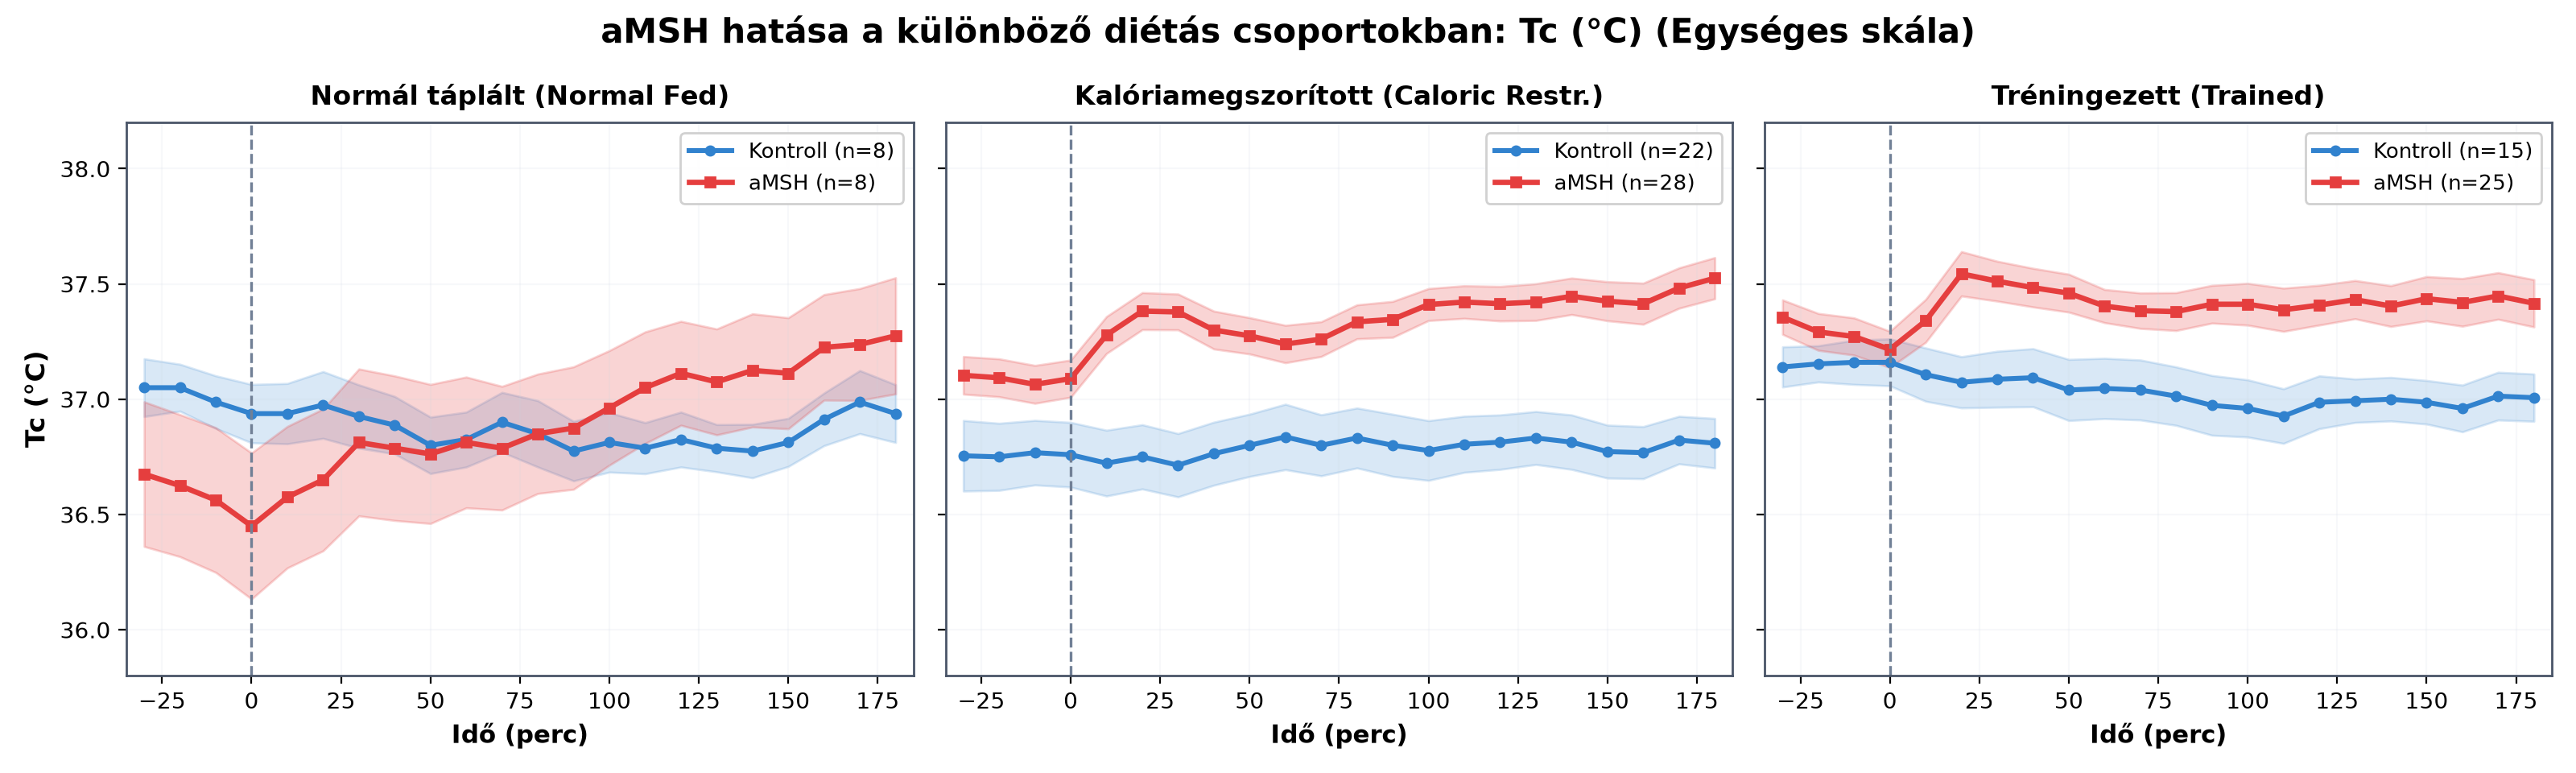 aMSH hatása a különböző diétás csoportokban: Tc (°C) (Egységes skála)
Normál táplált (Normal Fed)
Kontroll (n=8)
aMSH (n=8)
Tc (°C)
38.0
37.5
37.0
36.5
36.0
−25 0 25 50 75 100 125 150 175
Idő (perc)
Kalóriamegszorított (Caloric Restr.)
Kontroll (n=22)
aMSH (n=28)
−25 0 25 50 75 100 125 150 175
Idő (perc)
Tréningezett (Trained)
Kontroll (n=15)
aMSH (n=25)
−25 0 25 50 75 100 125 150 175
Idő (perc)